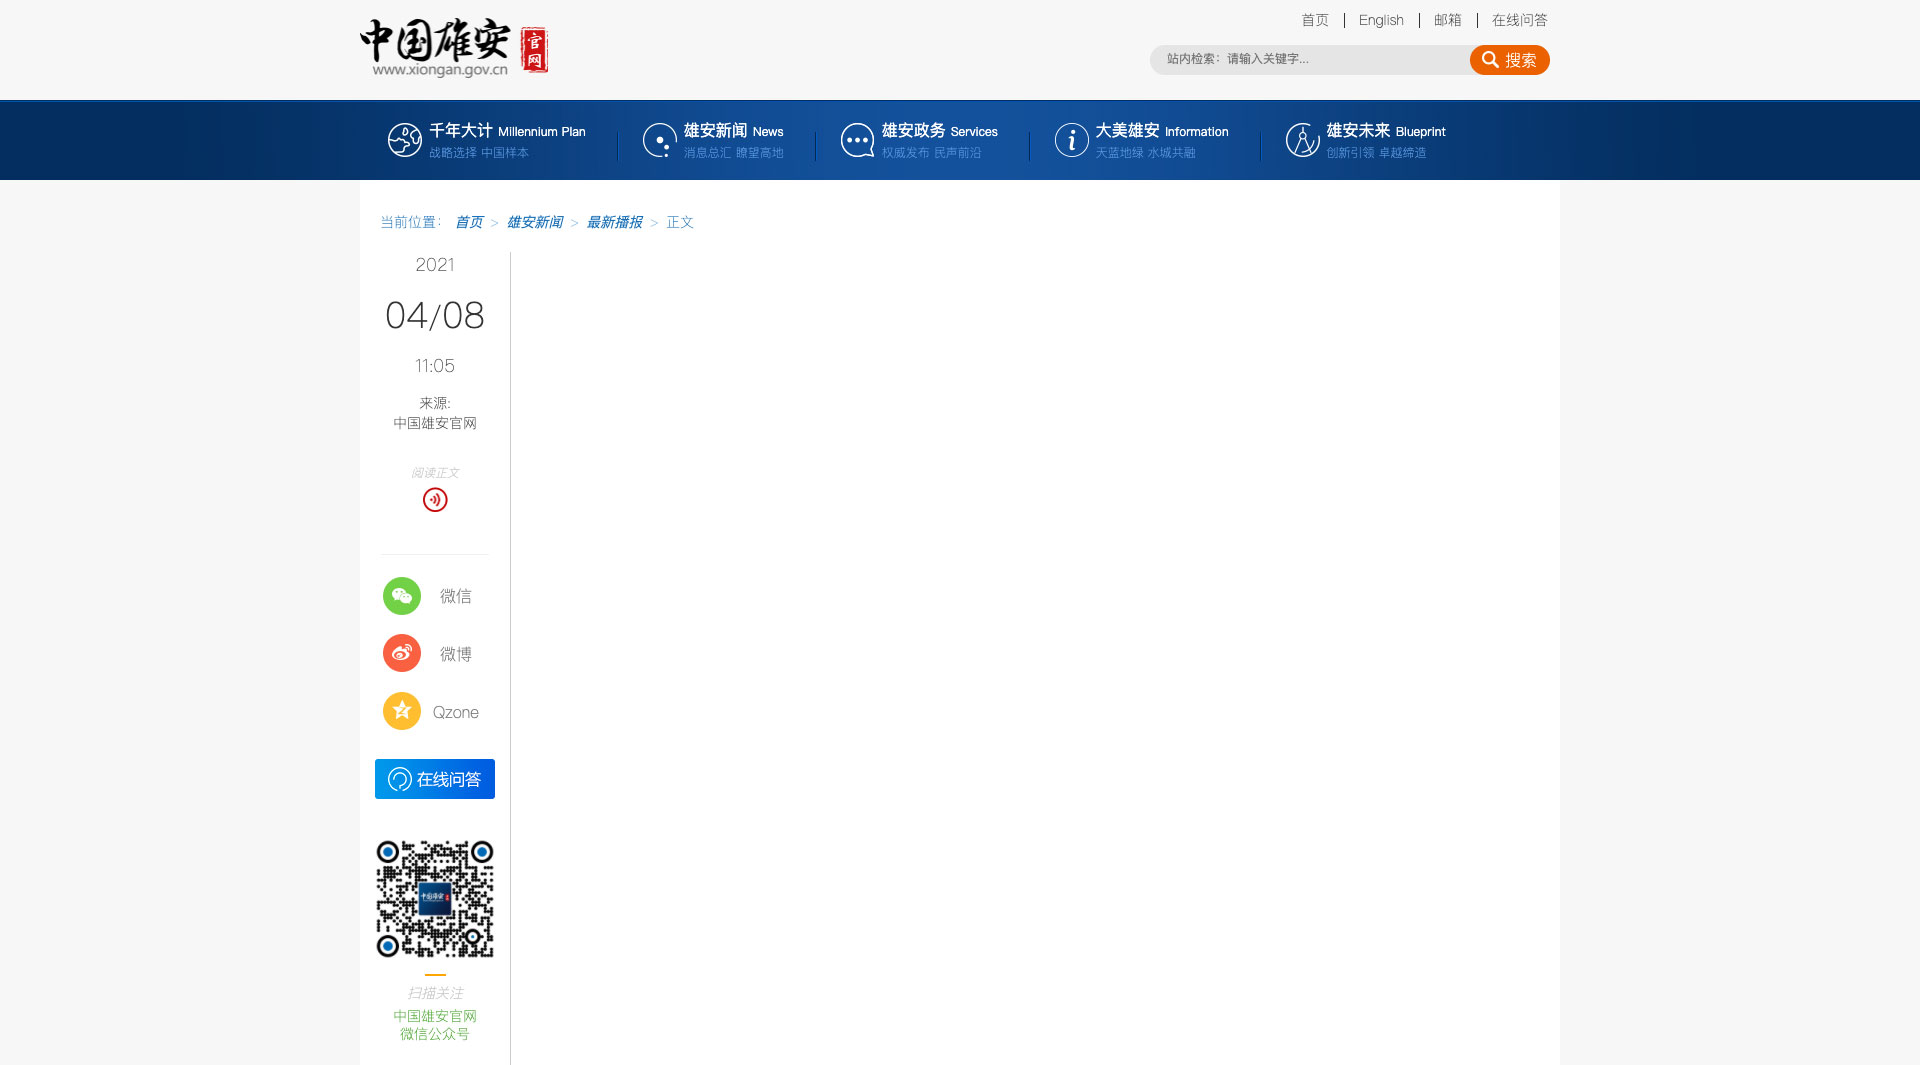 首页
English
邮箱
在线问答
中国雄安
官网
www.xiongan.gov.cn
站内检索：请输入关键字...
搜索
千年大计 Millennium Plan
战略选择 中国样本
雄安新闻 News
消息总汇 瞭望高地
雄安政务 Services
权威发布 民声前沿
大美雄安 Information
天蓝地绿 水城共融
雄安未来 Blueprint
创新引领 卓越缔造
当前位置： 首页 > 雄安新闻 > 最新播报 > 正文
2021
04/08
11:05
来源:
中国雄安官网
阅读正文
微信
微博
Qzone
在线问答
中国雄安
扫描关注
中国雄安官网
微信公众号